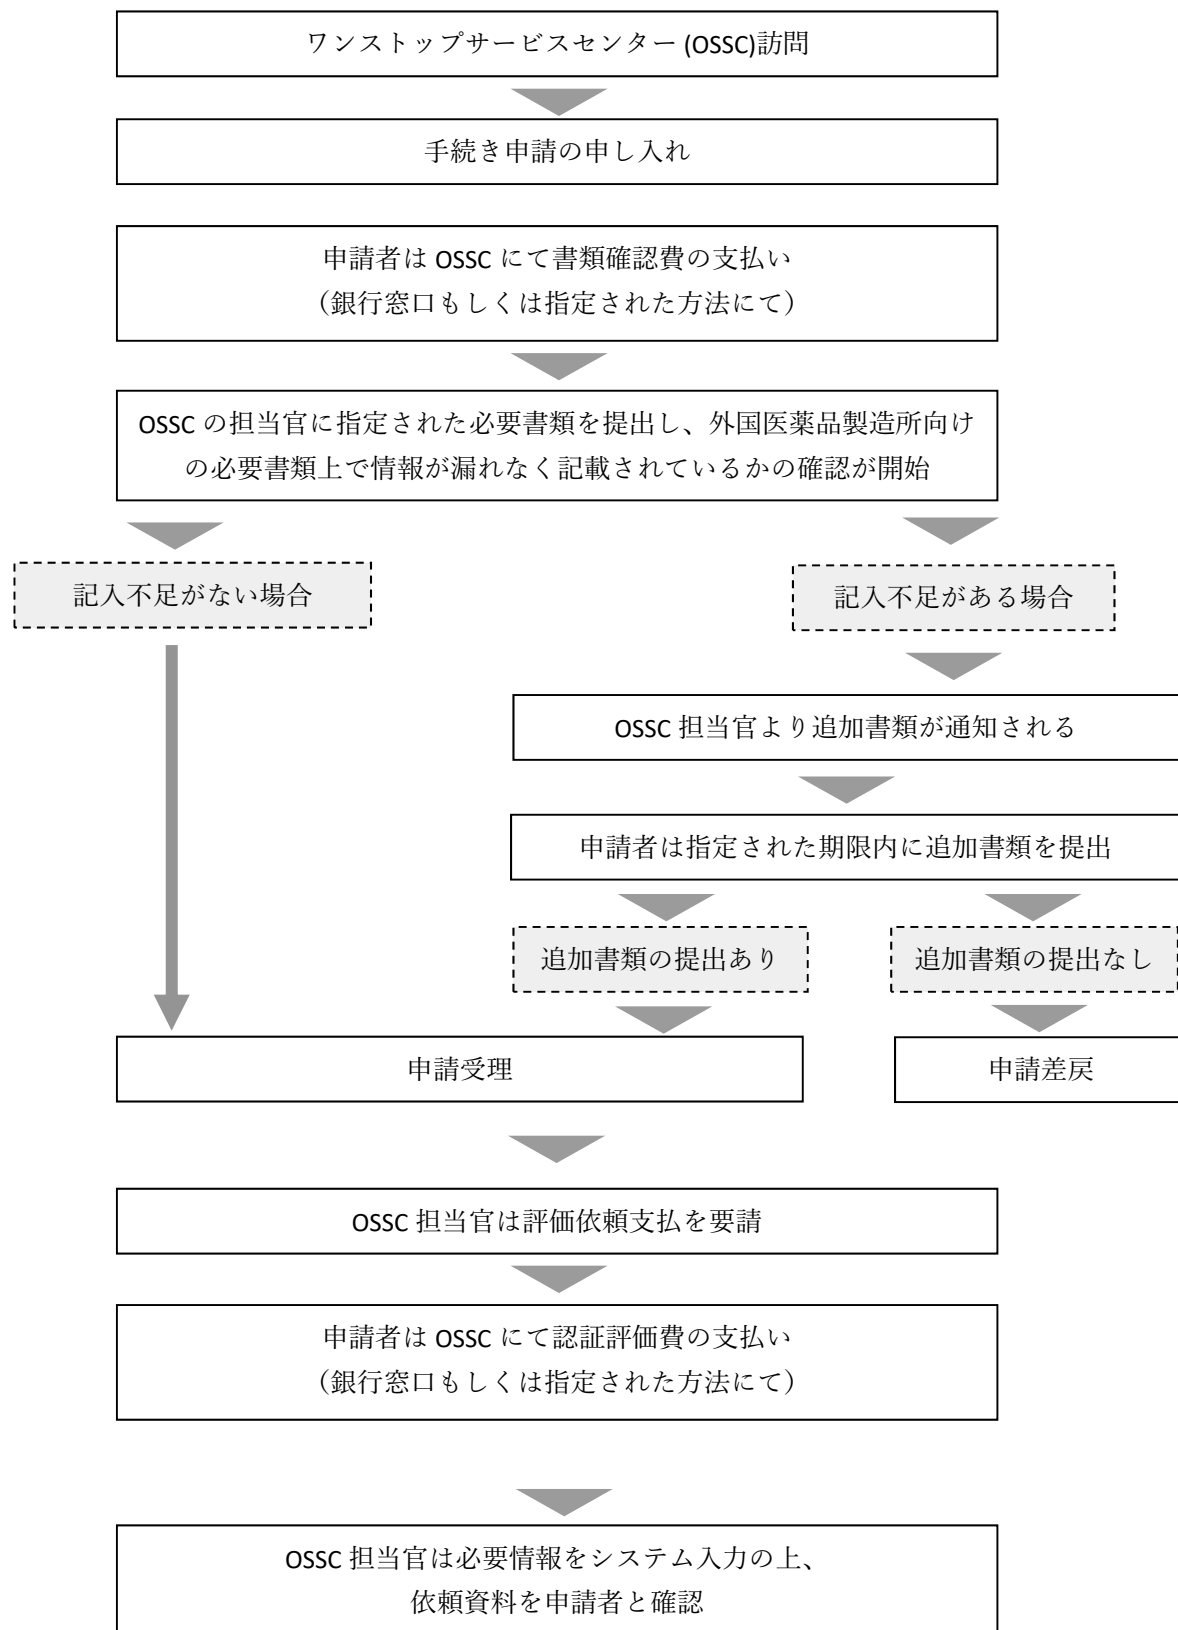 ワンストップサービスセンター (OSSC)訪問
手続き申請の申し入れ
申請者は OSSC にて書類確認費の支払い
（銀行窓口もしくは指定された方法にて）
OSSC の担当官に指定された必要書類を提出し、外国医薬品製造所向け
の必要書類上で情報が漏れなく記載されているかの確認が開始
記入不足がない場合
記入不足がある場合
OSSC 担当官より追加書類が通知される
申請者は指定された期限内に追加書類を提出
追加書類の提出あり
追加書類の提出なし
申請受理
申請差戻
OSSC 担当官は評価依頼支払を要請
申請者は OSSC にて認証評価費の支払い
（銀行窓口もしくは指定された方法にて）
OSSC 担当官は必要情報をシステム入力の上、
依頼資料を申請者と確認